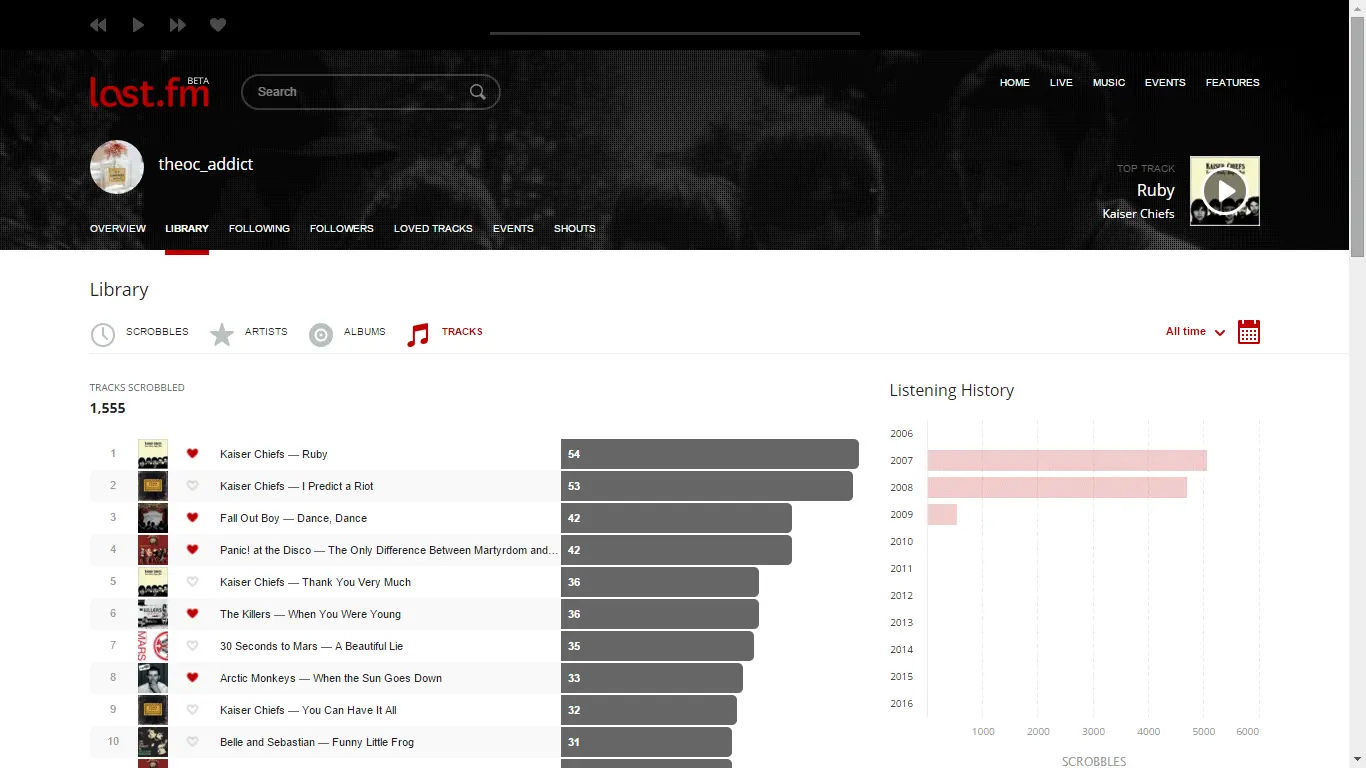 last.fm BETA
Search
HOME LIVE MUSIC EVENTS FEATURES
theoc_addict
TOP TRACK
Ruby
Kaiser Chiefs
KAISER CHIEFS
OVERVIEW LIBRARY FOLLOWING FOLLOWERS LOVED TRACKS EVENTS SHOUTS
Library
SCROBBLES ARTISTS ALBUMS TRACKS
All time
TRACKS SCROBBLED
1,555
1 Kaiser Chiefs — Ruby 54
2 Kaiser Chiefs — I Predict a Riot 53
3 Fall Out Boy — Dance, Dance 42
4 Panic! at the Disco — The Only Difference Between Martyrdom and... 42
5 Kaiser Chiefs — Thank You Very Much 36
6 The Killers — When You Were Young 36
7 MARS 30 Seconds to Mars — A Beautiful Lie 35
8 Arctic Monkeys — When the Sun Goes Down 33
9 Kaiser Chiefs — You Can Have It All 32
10 Belle and Sebastian — Funny Little Frog 31
Listening History
2006
2007
2008
2009
2010
2011
2012
2013
2014
2015
2016
1000 2000 3000 4000 5000 6000
SCROBBLES